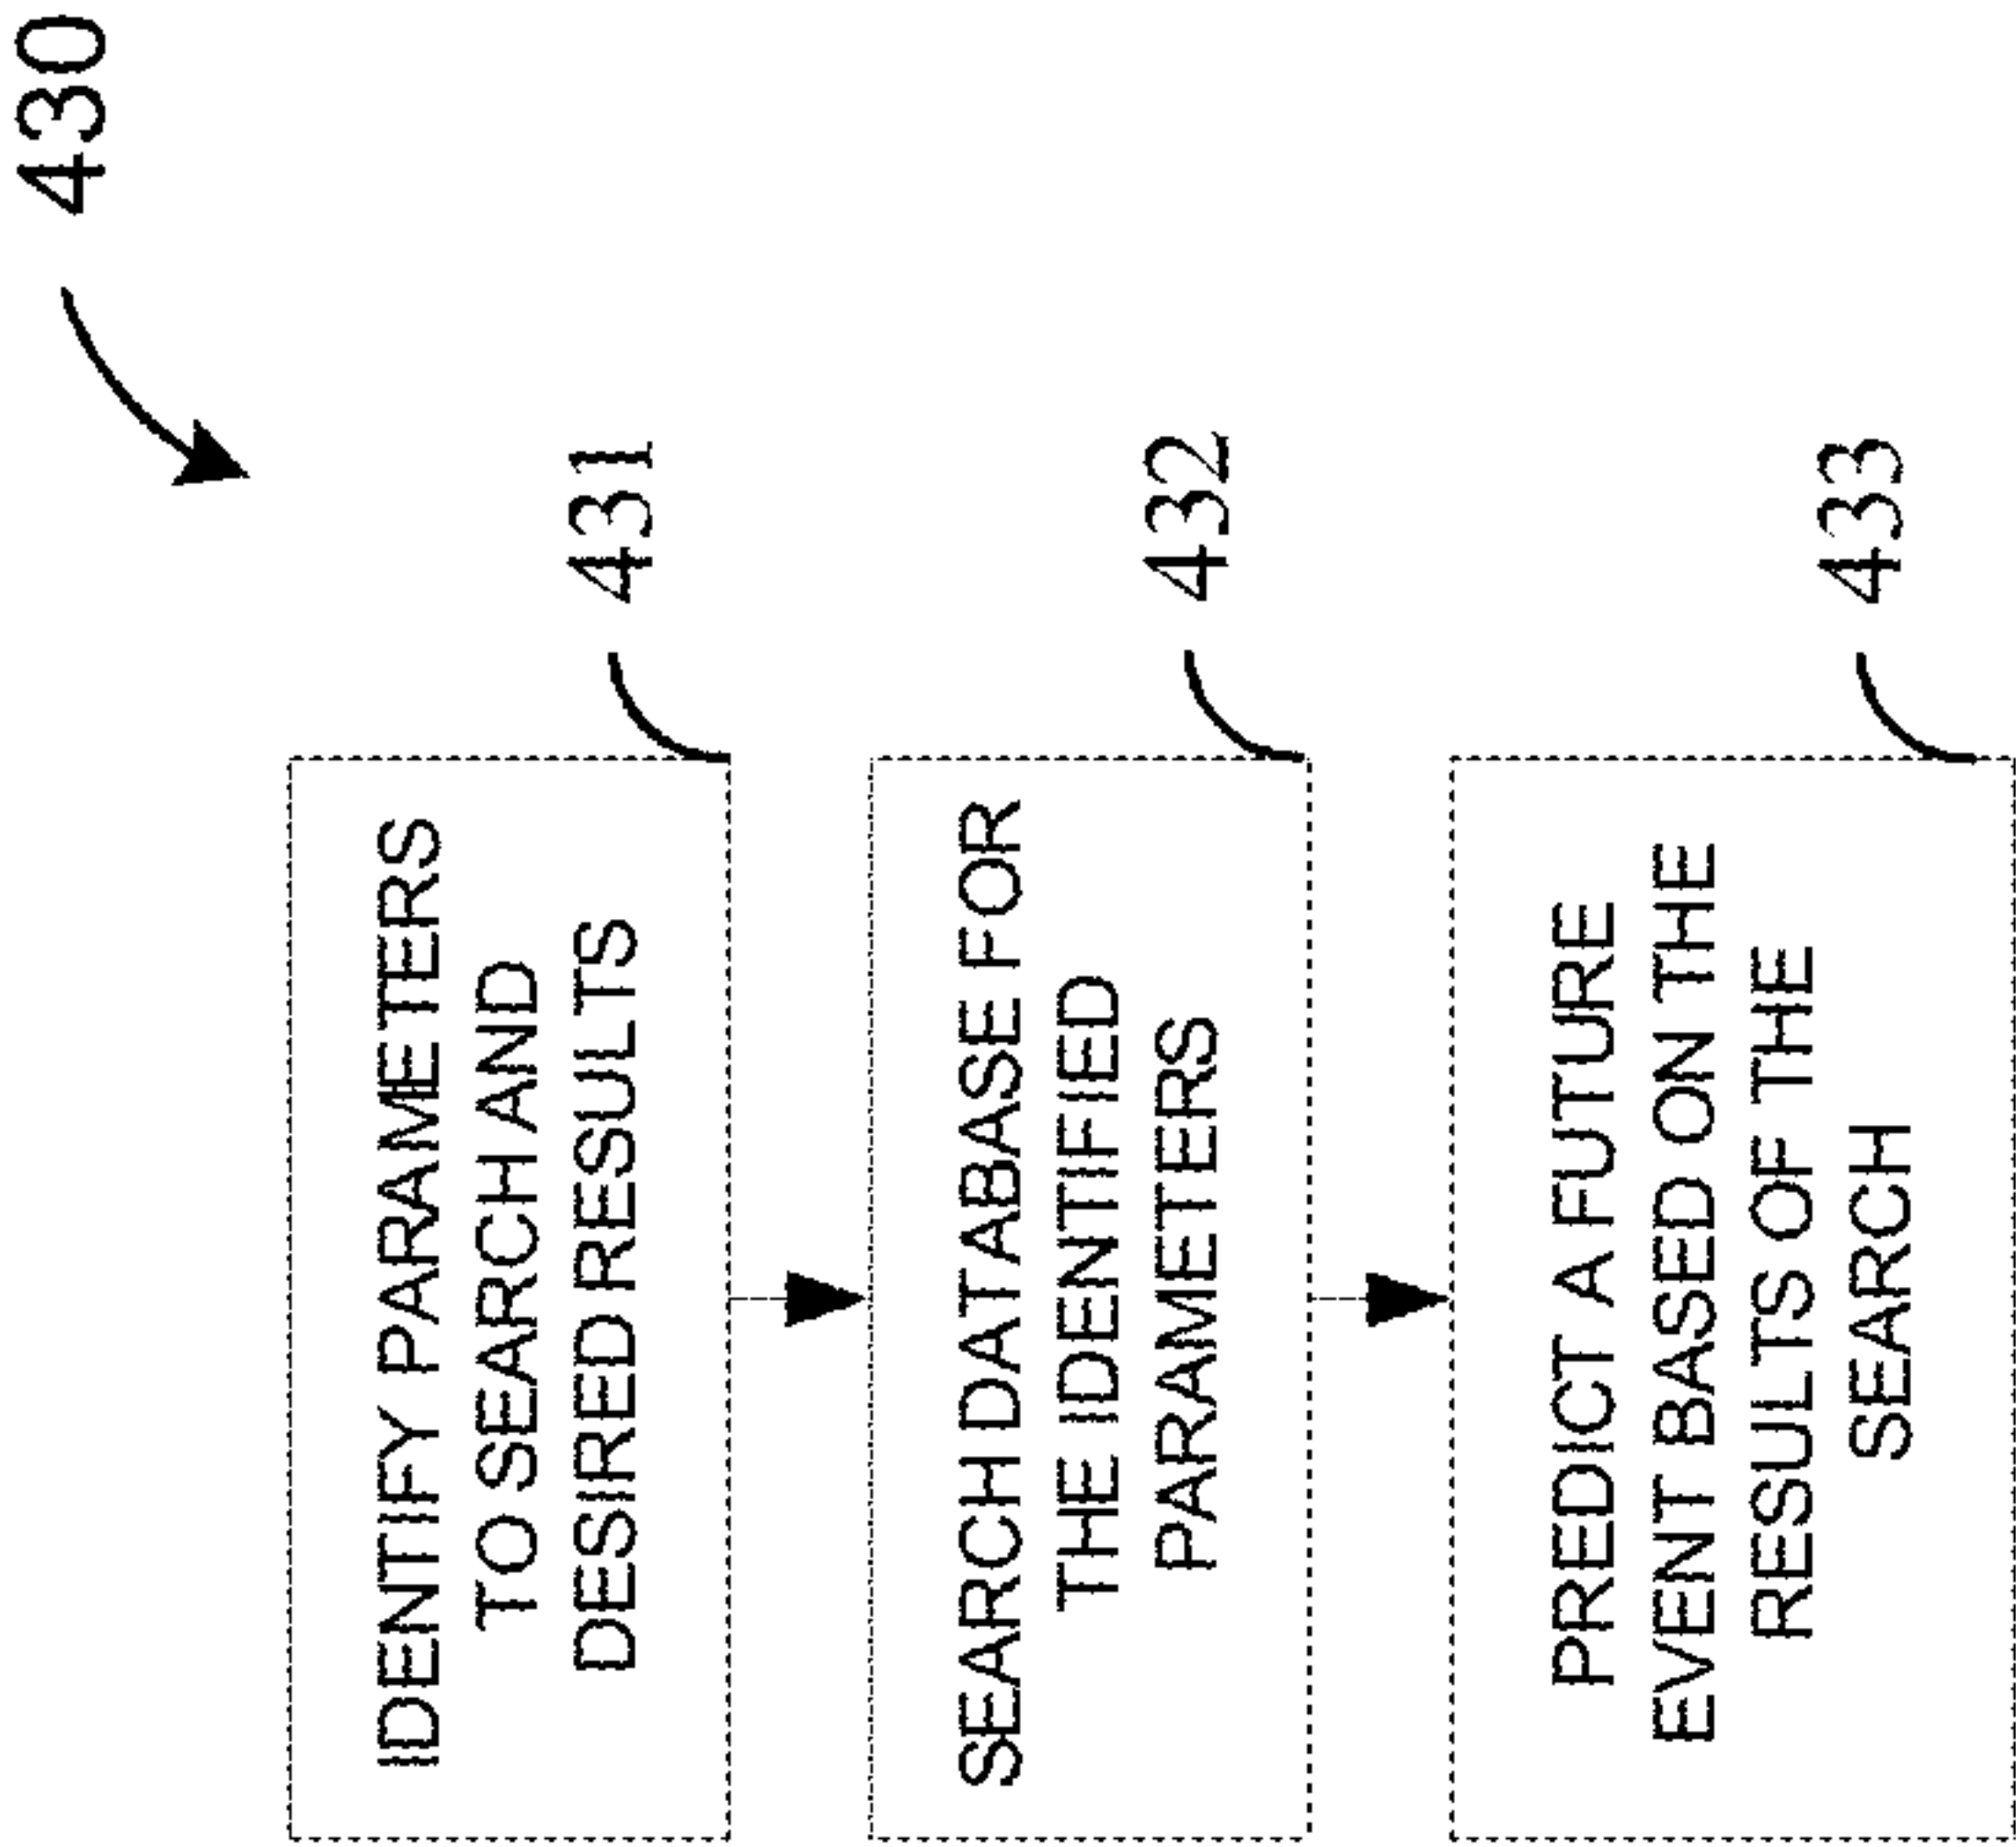 430
IDENTIFY PARAMETERS
TO SEARCH AND
DESIRED RESULTS
431
SEARCH DATABASE FOR
THE IDENTIFIED
PARAMETERS
432
PREDICT A FUTURE
EVENT BASED ON THE
RESULTS OF THE
SEARCH
433